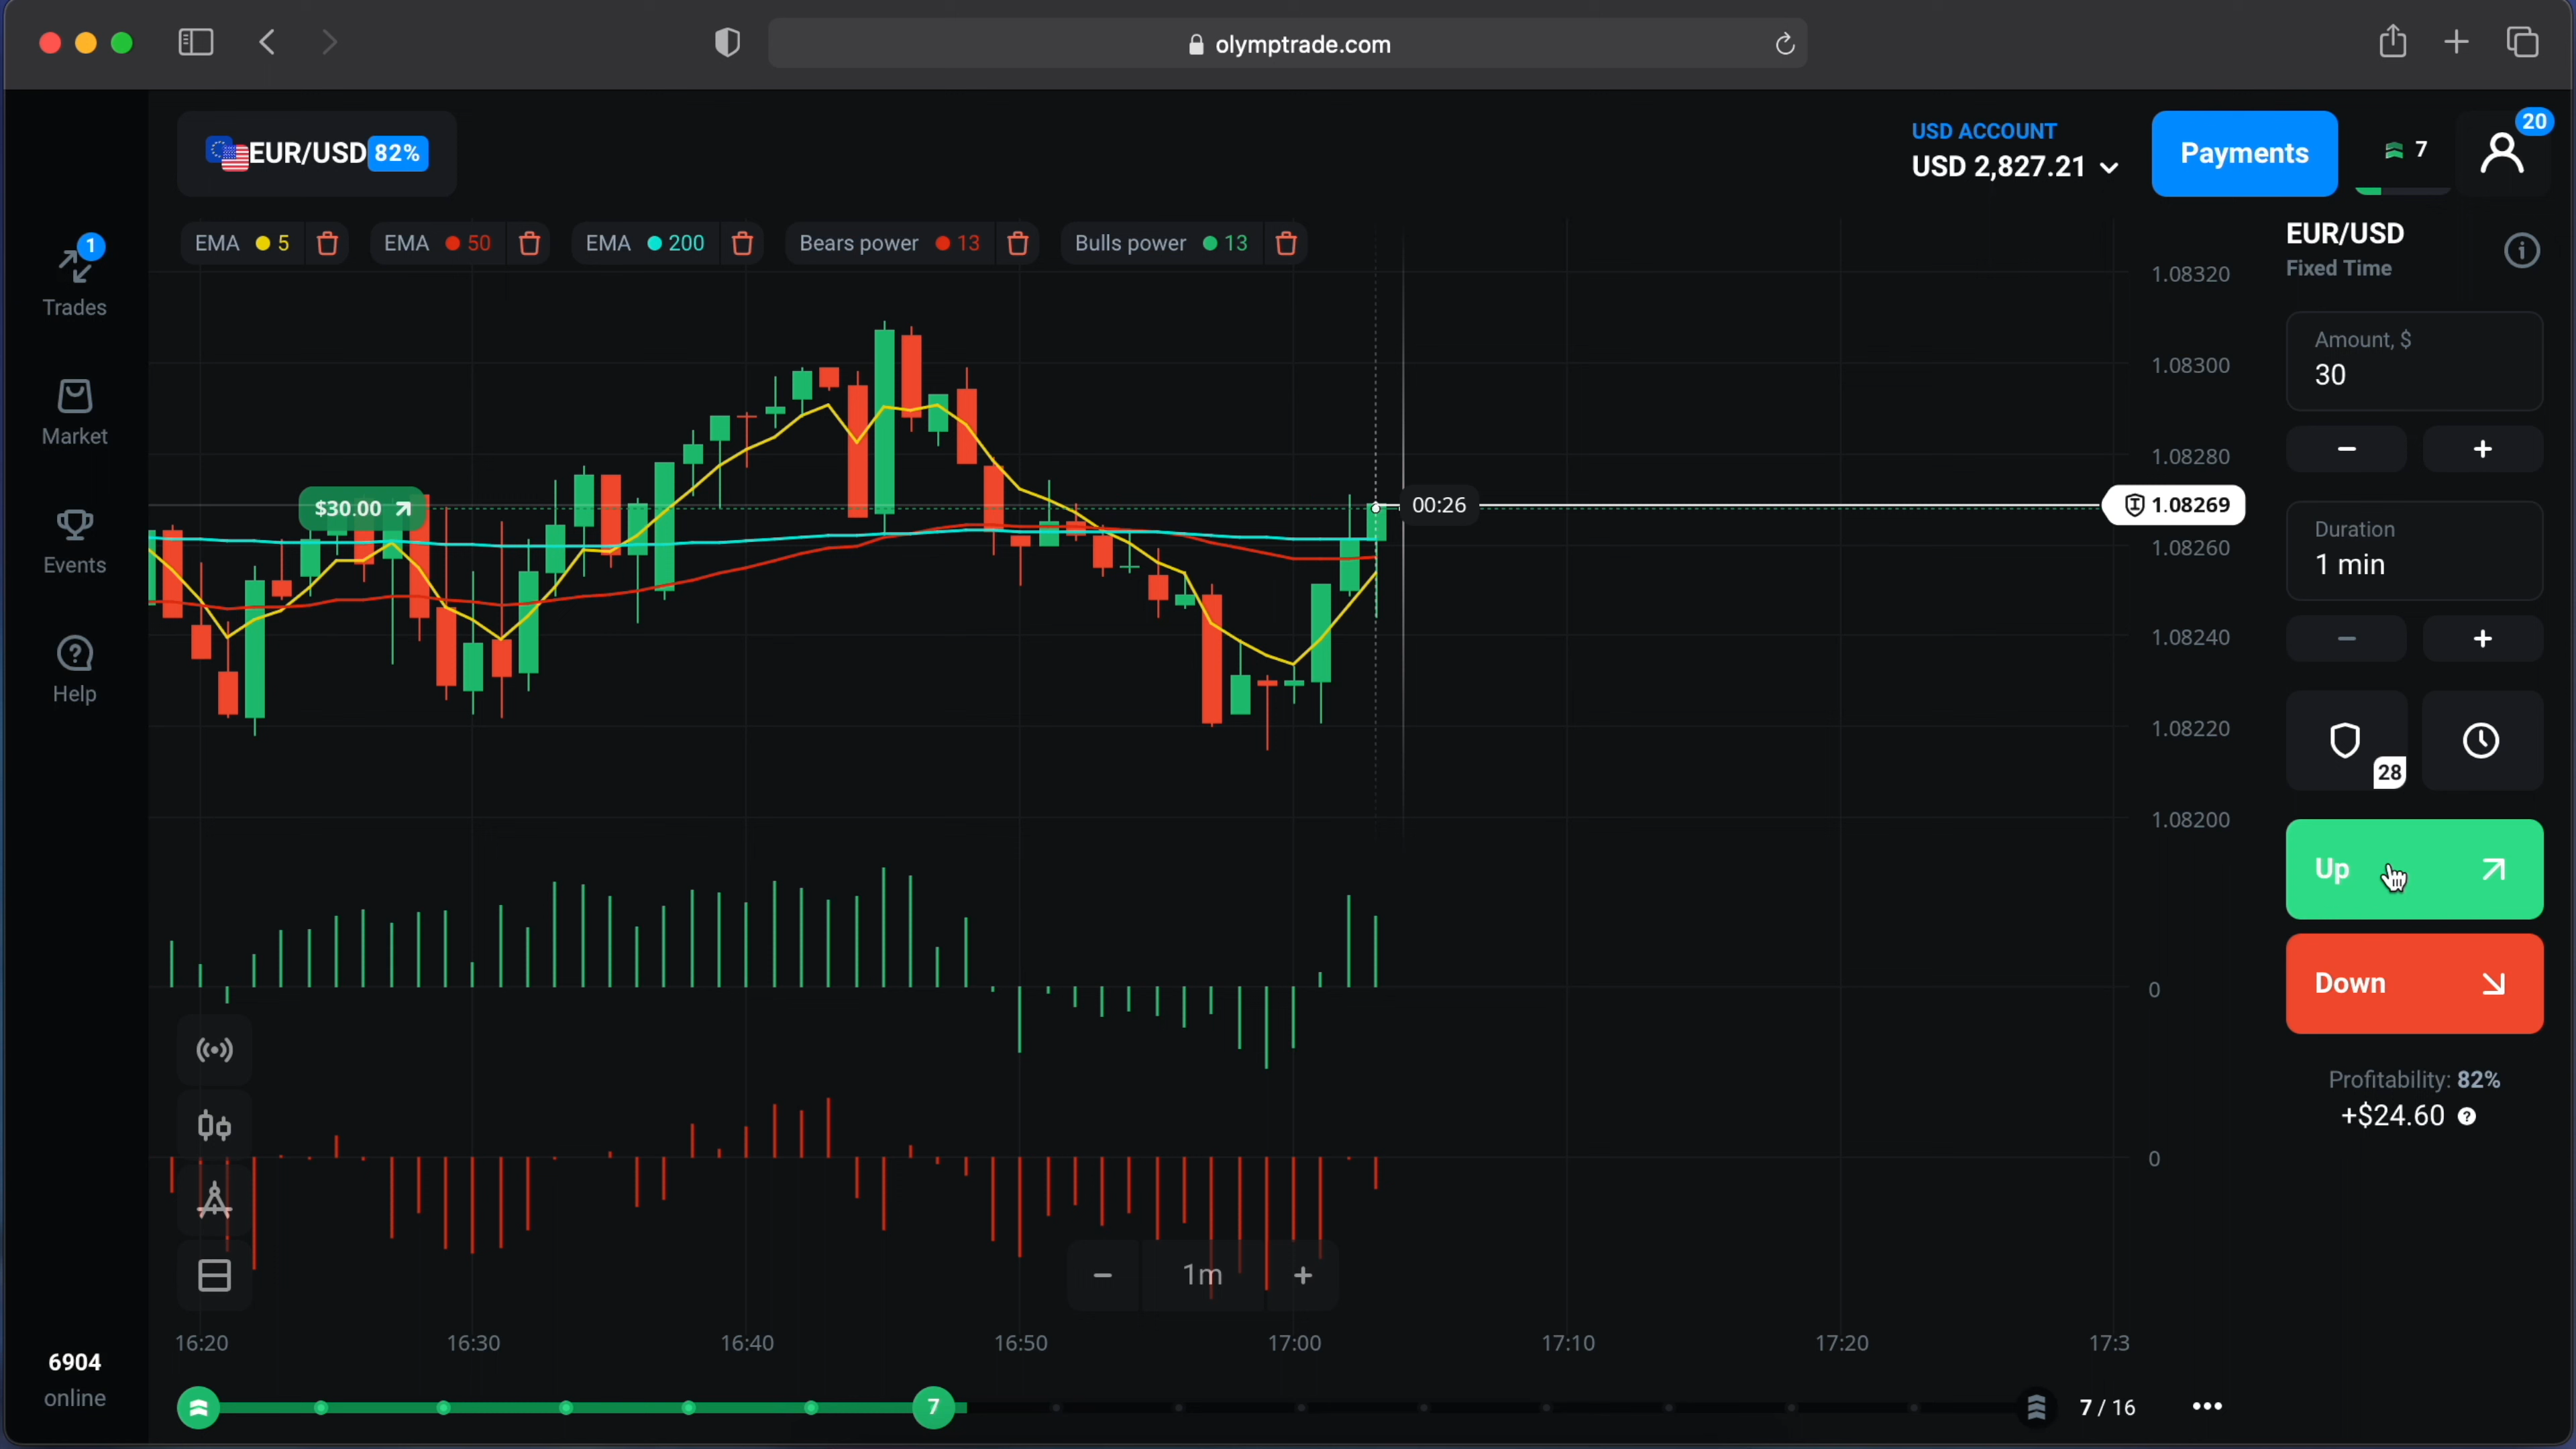 olymptrade.com
EUR/USD 82%
USD ACCOUNT
USD 2,827.21
Payments
7
20
EMA 5
EMA 50
EMA 200
Bears power 13
Bulls power 13
1
Trades
Market
Events
Help
6904
online
$30.00
00:26
1.08269
1.08320
1.08300
1.08280
1.08260
1.08240
1.08220
1.08200
0
0
1m
16:20
16:30
16:40
16:50
17:00
17:10
17:20
17:3
7
7 / 16
EUR/USD
Fixed Time
Amount, $
30
Duration
1 min
28
Up
Down
Profitability: 82%
+$24.60